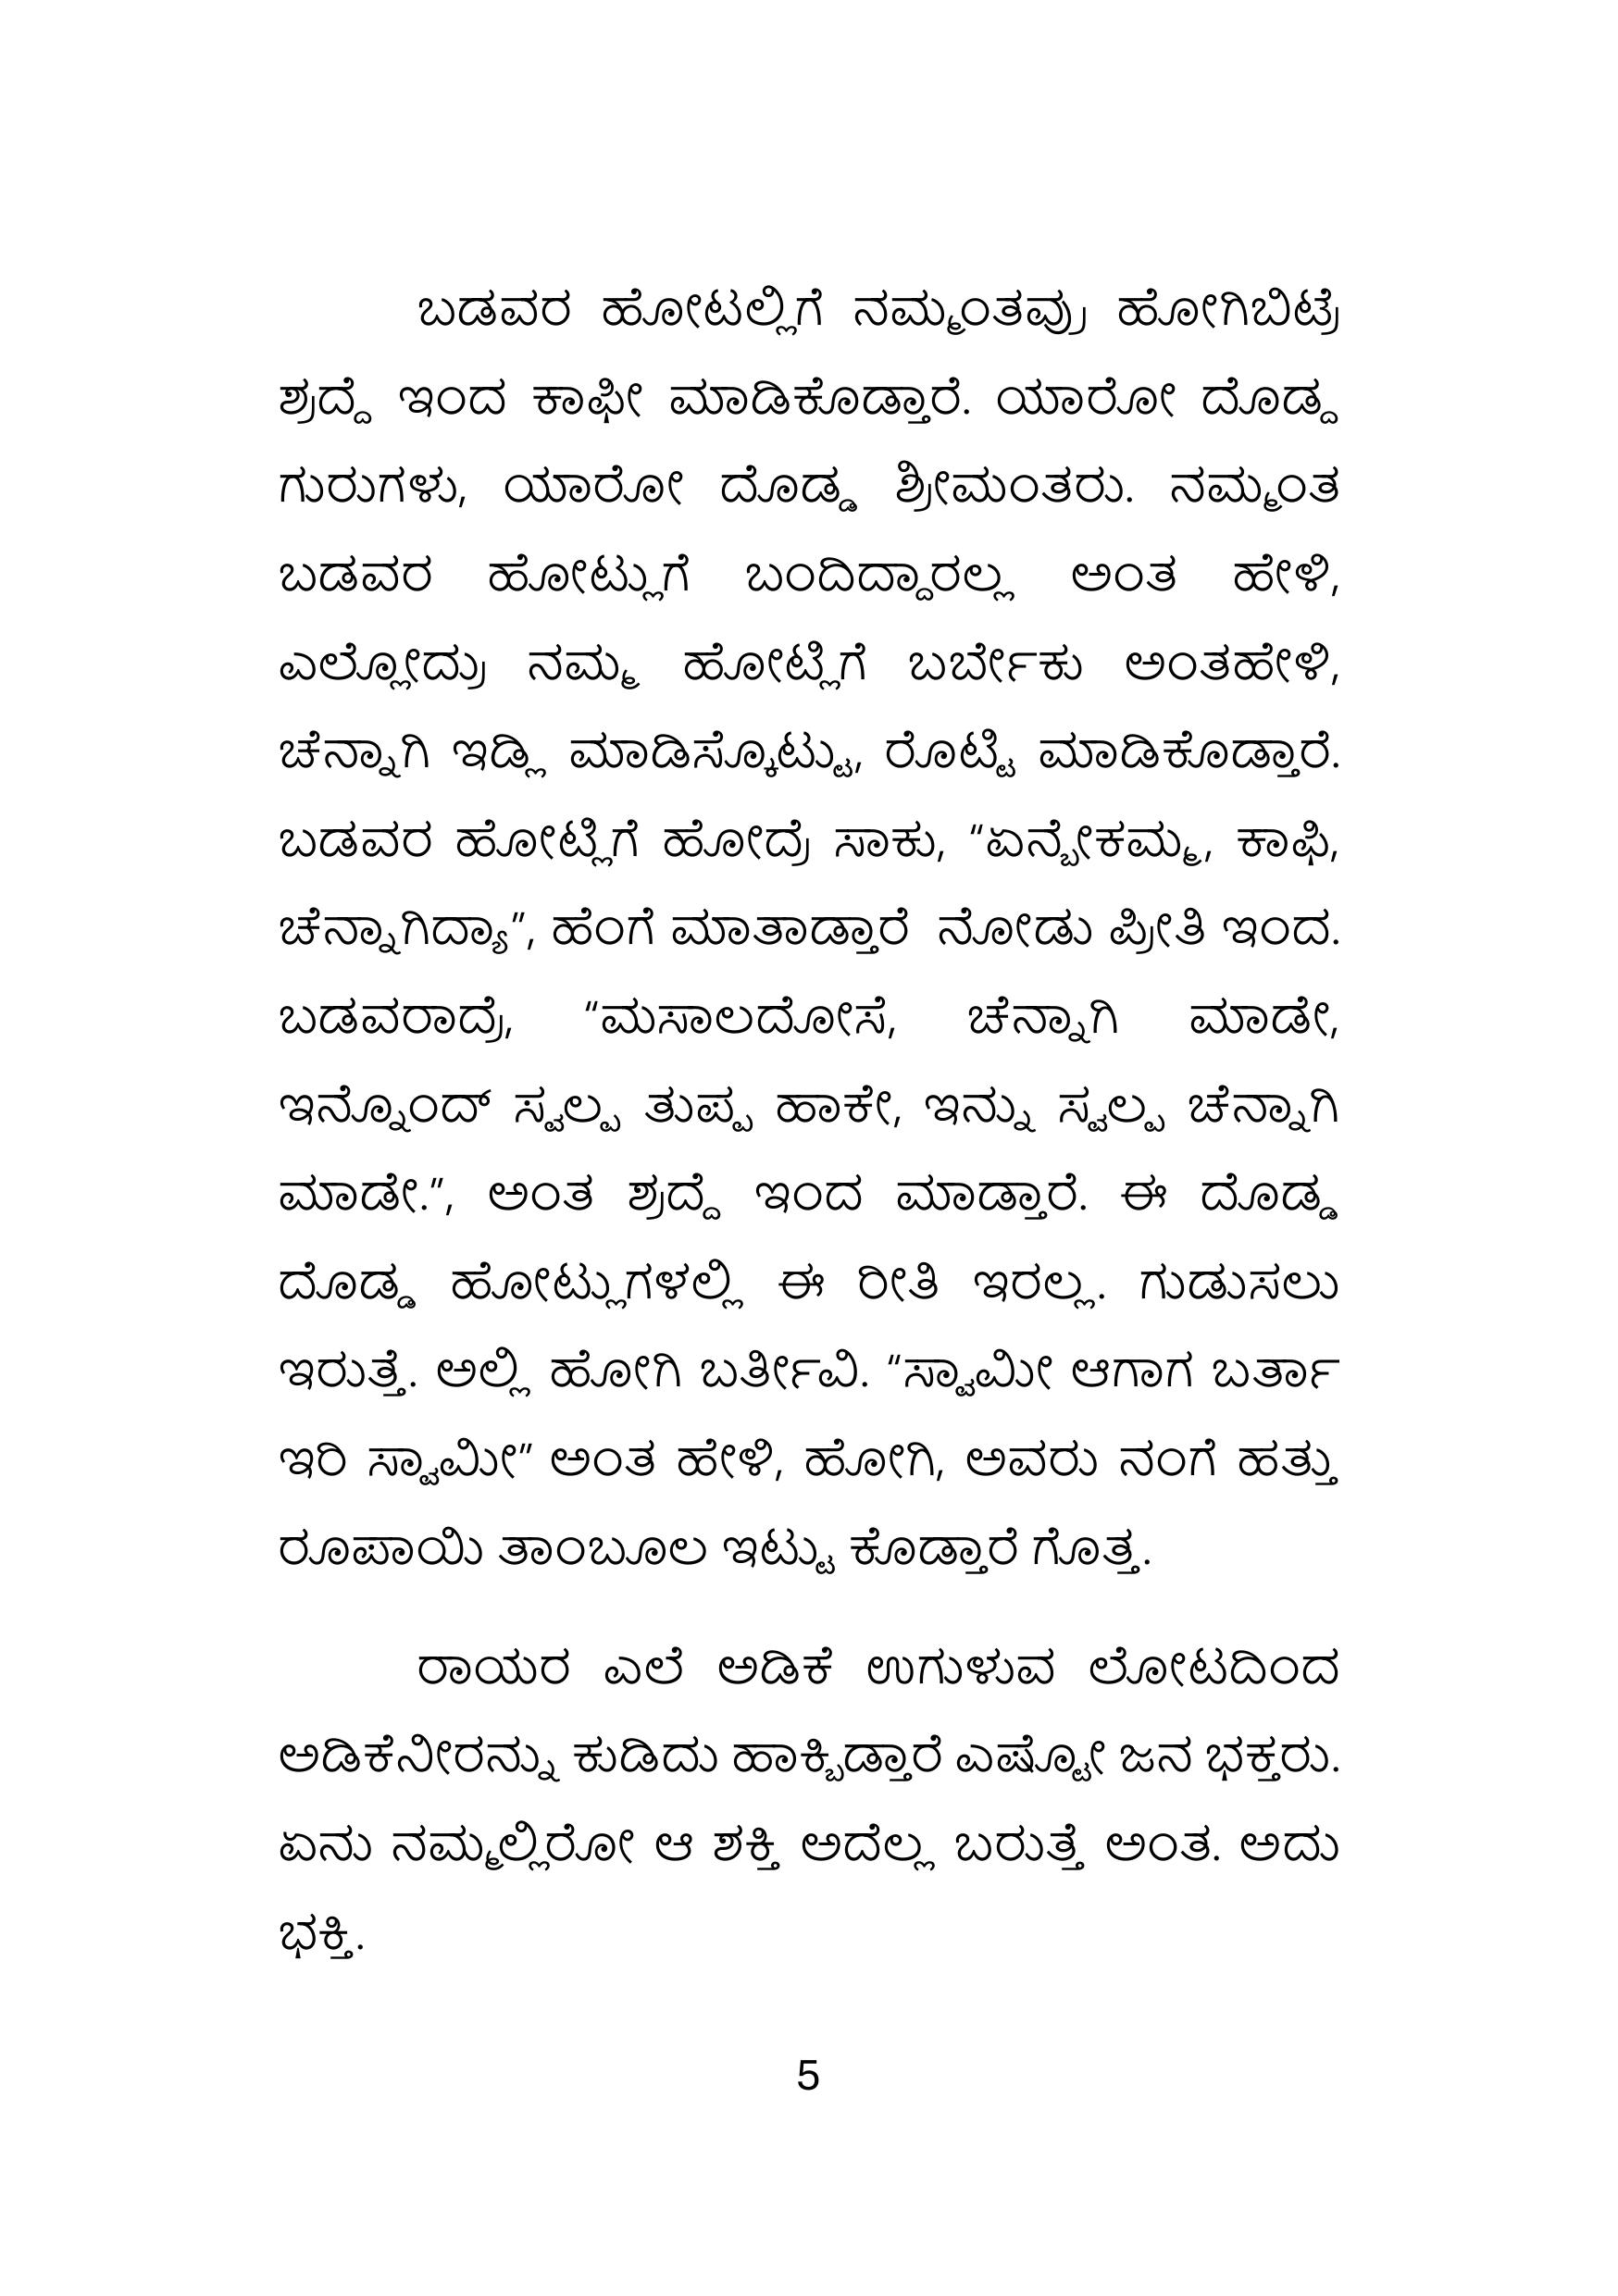 ಬಡವರ ಹೋಟಲ್ಲಿಗೆ ನಮ್ಮಂತವ್ರು ಹೋಗಿಬಿಟ್ರೆ
ಶ್ರದ್ದೆ ಇಂದ ಕಾಫೀ ಮಾಡಿಕೊಡ್ತಾರೆ. ಯಾರೋ ದೊಡ್ದ
ಗುರುಗಳು, ಯಾರೋ ದೊಡ್ಡ ಶ್ರೀಮಂತರು. ನಮ್ಮಂತ
ಬಡವರ ಹೋಟ್ಲುಗೆ ಬಂದಿದ್ದಾರಲ್ಲ ಅಂತ ಹೇಳಿ,
ಎಲ್ಲೋದ್ರು ನಮ್ಮ ಹೋಟ್ಲಿಗೆ ಬರ್ಬೇಕು ಅಂತಹೇಳಿ,
ಚೆನ್ನಾಗಿ ಇಡ್ಲಿ ಮಾಡಿಸ್ಕೊಟ್ಟು, ರೊಟ್ಟಿ ಮಾಡಿಕೊಡ್ತಾರೆ.
ಬಡವರ ಹೋಟ್ಲಿಗೆ ಹೋದ್ರೆ ಸಾಕು, “ಏನ್ಬೇಕಮ್ಮ, ಕಾಫಿ,
ಚೆನ್ನಾಗಿದ್ಯಾ”, ಹೆಂಗೆ ಮಾತಾಡ್ತಾರೆ ನೋಡು ಪ್ರೀತಿ ಇಂದ.
ಬಡವರಾದ್ರೆ, “ಮಸಾಲದೋಸೆ, ಚೆನ್ನಾಗಿ ಮಾಡೇ,
ಇನ್ನೊಂದ್ ಸ್ವಲ್ಪ ತುಪ್ಪ ಹಾಕೇ, ಇನ್ನು ಸ್ವಲ್ಪ ಚೆನ್ನಾಗಿ
ಮಾಡೇ.”, ಅಂತ ಶ್ರದ್ದೆ ಇಂದ ಮಾಡ್ತಾರೆ. ಈ ದೊಡ್ಡ
ದೊಡ್ಡ ಹೋಟ್ಲುಗಳಲ್ಲಿ ಈ ರೀತಿ ಇರಲ್ಲ. ಗುಡುಸಲು
ಇರುತ್ತೆ. ಅಲ್ಲಿ ಹೋಗಿ ಬರ್ತೀವಿ. “ಸ್ವಾಮೀ ಆಗಾಗ ಬರ್ತಾ
ಇರಿ ಸ್ವಾಮೀ” ಅಂತ ಹೇಳಿ, ಹೋಗಿ, ಅವರು ನಂಗೆ ಹತ್ತು
ರೂಪಾಯಿ ತಾಂಬೂಲ ಇಟ್ಟು ಕೊಡ್ತಾರೆ ಗೊತ್ತ.
ರಾಯರ ಎಲೆ ಅಡಿಕೆ ಉಗುಳುವ ಲೋಟದಿಂದ
ಅಡಿಕೆನೀರನ್ನು ಕುಡಿದು ಹಾಕ್ಬಿಡ್ತಾರೆ ಎಷ್ಟೋ ಜನ ಭಕ್ತರು.
ಏನು ನಮ್ಮಲ್ಲಿರೋ ಆ ಶಕ್ತಿ ಅದೆಲ್ಲ ಬರುತ್ತೆ ಅಂತ. ಅದು
ಭಕ್ತಿ.
5